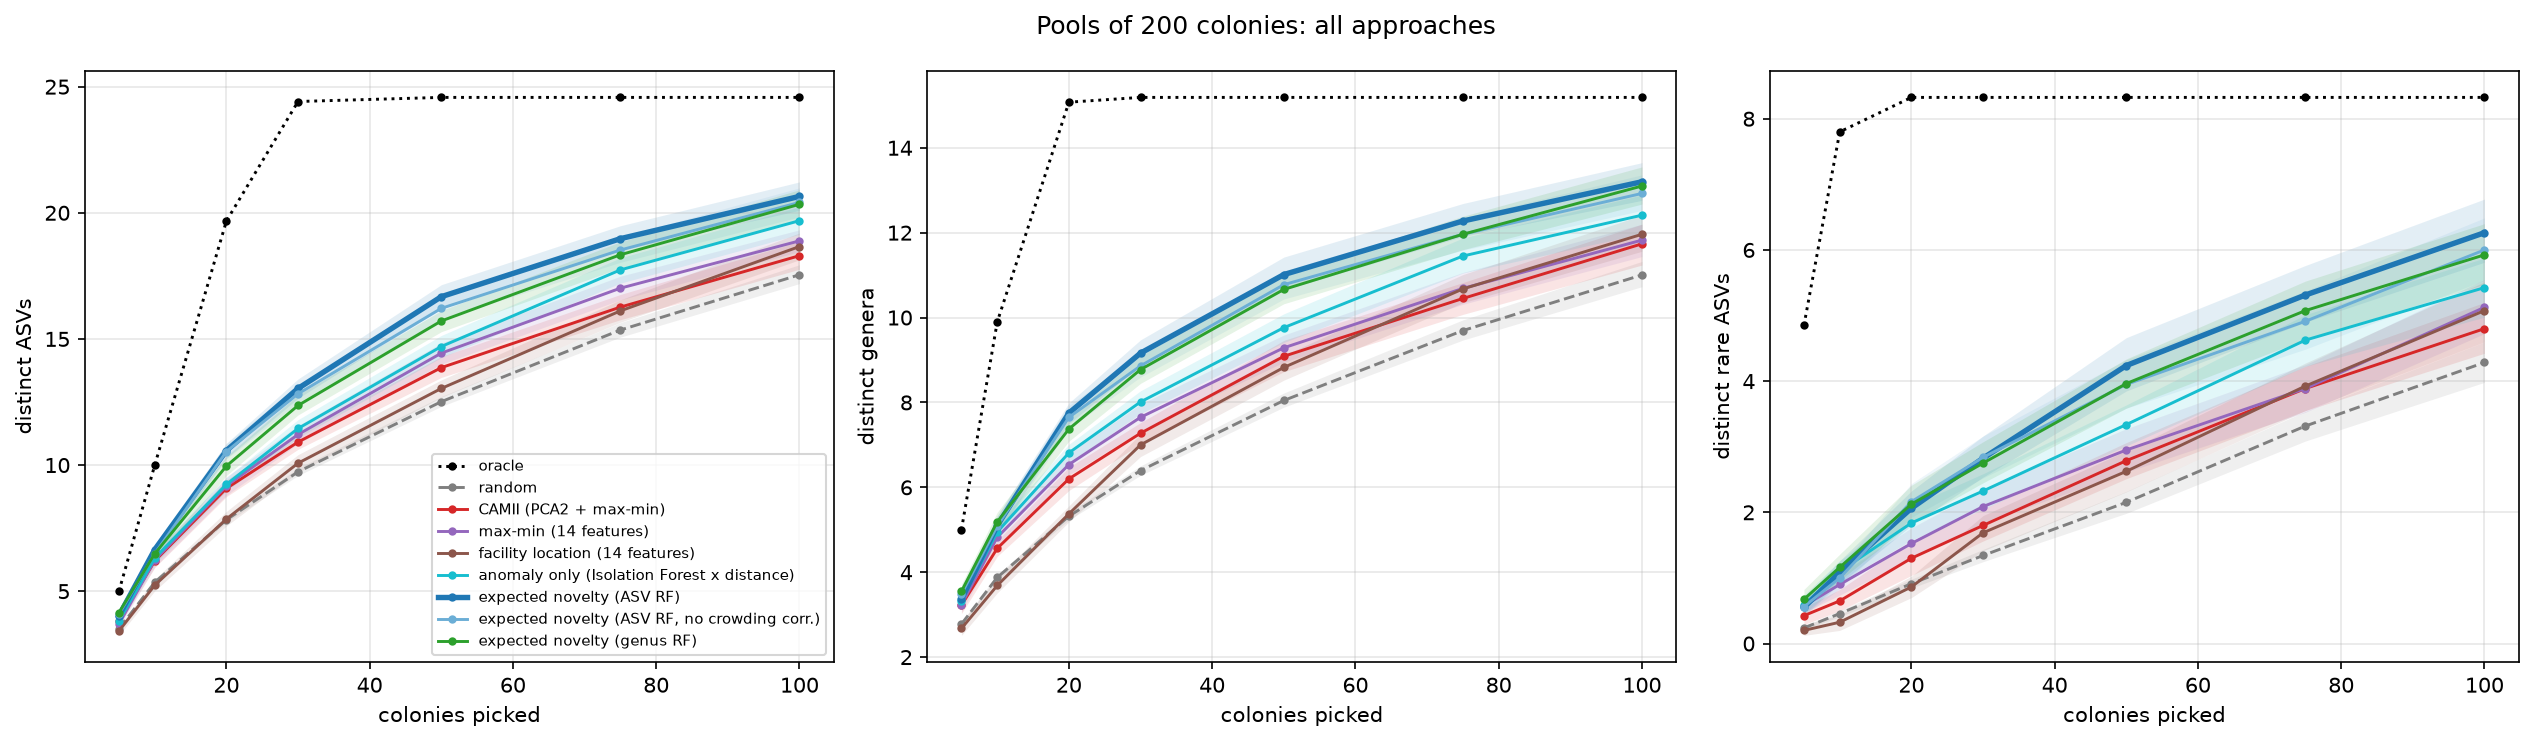 Pools of 200 colonies: all approaches
distinct ASVs
25
20
15
10
5
20 40 60 80 100
colonies picked
oracle
random
CAMII (PCA2 + max-min)
max-min (14 features)
facility location (14 features)
anomaly only (Isolation Forest x distance)
expected novelty (ASV RF)
expected novelty (ASV RF, no crowding corr.)
expected novelty (genus RF)
distinct genera
14
12
10
8
6
4
2
20 40 60 80 100
colonies picked
distinct rare ASVs
8
6
4
2
0
20 40 60 80 100
colonies picked